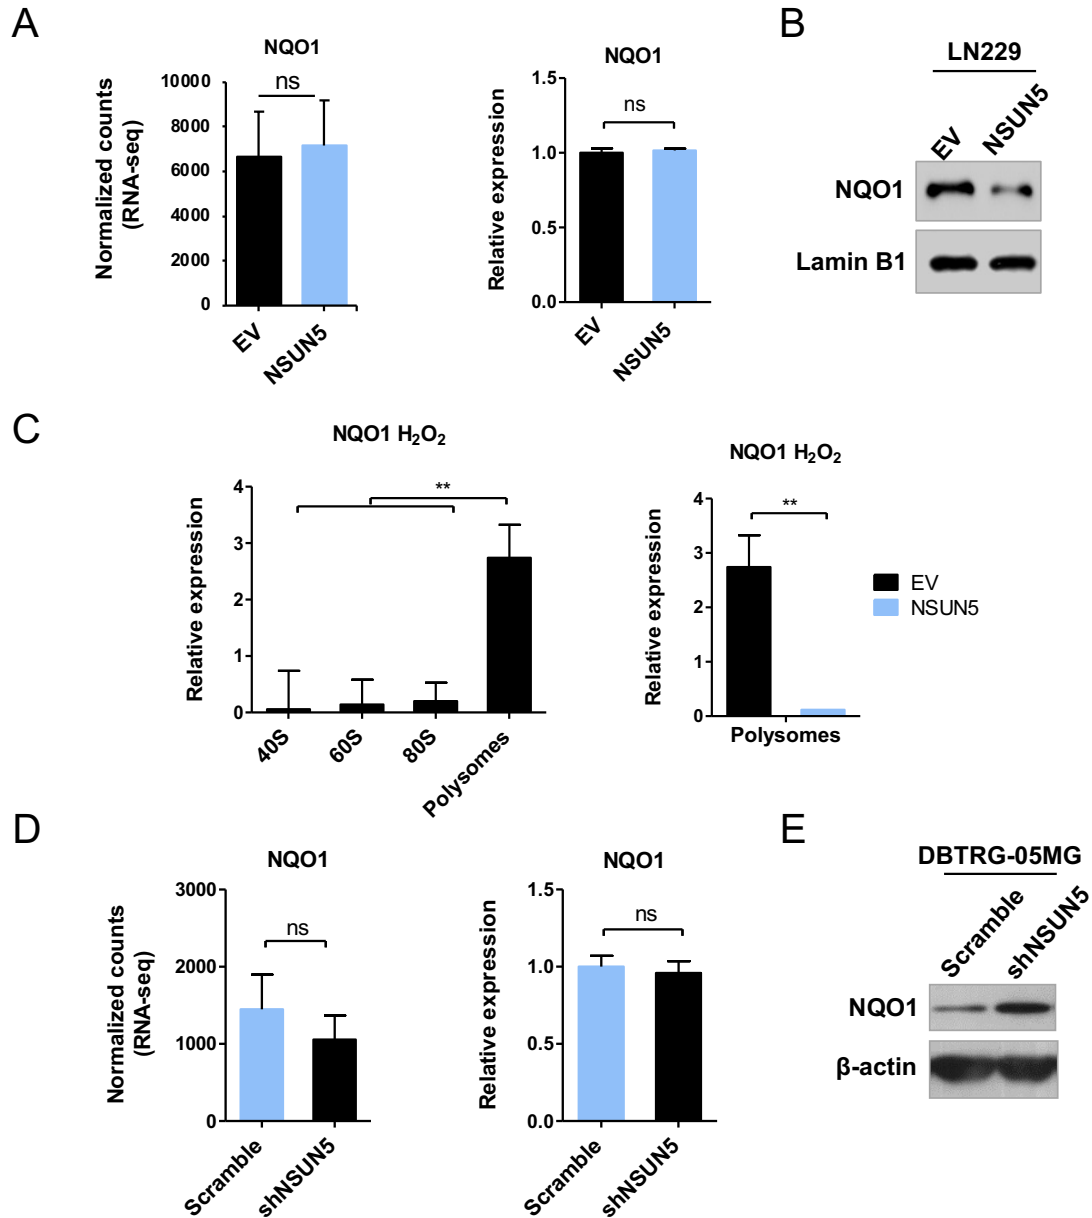 A
NQO1
Normalized counts
(RNA-seq)
10000
8000
6000
4000
2000
0
ns
EV
NSUN5
NQO1
Relative expression
1.5
1.0
0.5
0.0
ns
EV
NSUN5
B
LN229
EV
NSUN5
NQO1
Lamin B1
C
NQO1 H₂O₂
Relative expression
4
3
2
1
0
**
40S
60S
80S
Polysomes
NQO1 H₂O₂
Relative expression
4
3
2
1
0
**
Polysomes
EV
NSUN5
D
NQO1
Normalized counts
(RNA-seq)
3000
2000
1000
0
ns
Scramble
shNSUN5
NQO1
Relative expression
1.5
1.0
0.5
0.0
ns
Scramble
shNSUN5
E
DBTRG-05MG
Scramble
shNSUN5
NQO1
β-actin